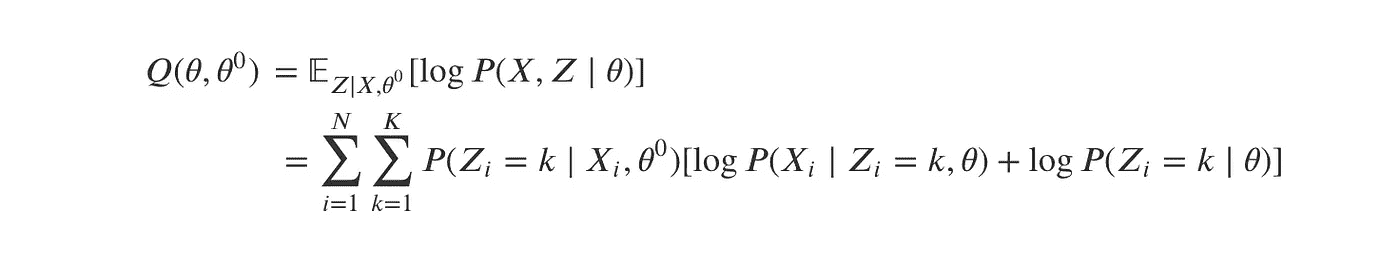 Q(θ, θ⁰) = 𝔼_{Z|X,θ⁰}[log P(X, Z | θ)]
= ∑_{i=1}^{N} ∑_{k=1}^{K} P(Z_i = k | X_i, θ⁰)[log P(X_i | Z_i = k, θ) + log P(Z_i = k | θ)]